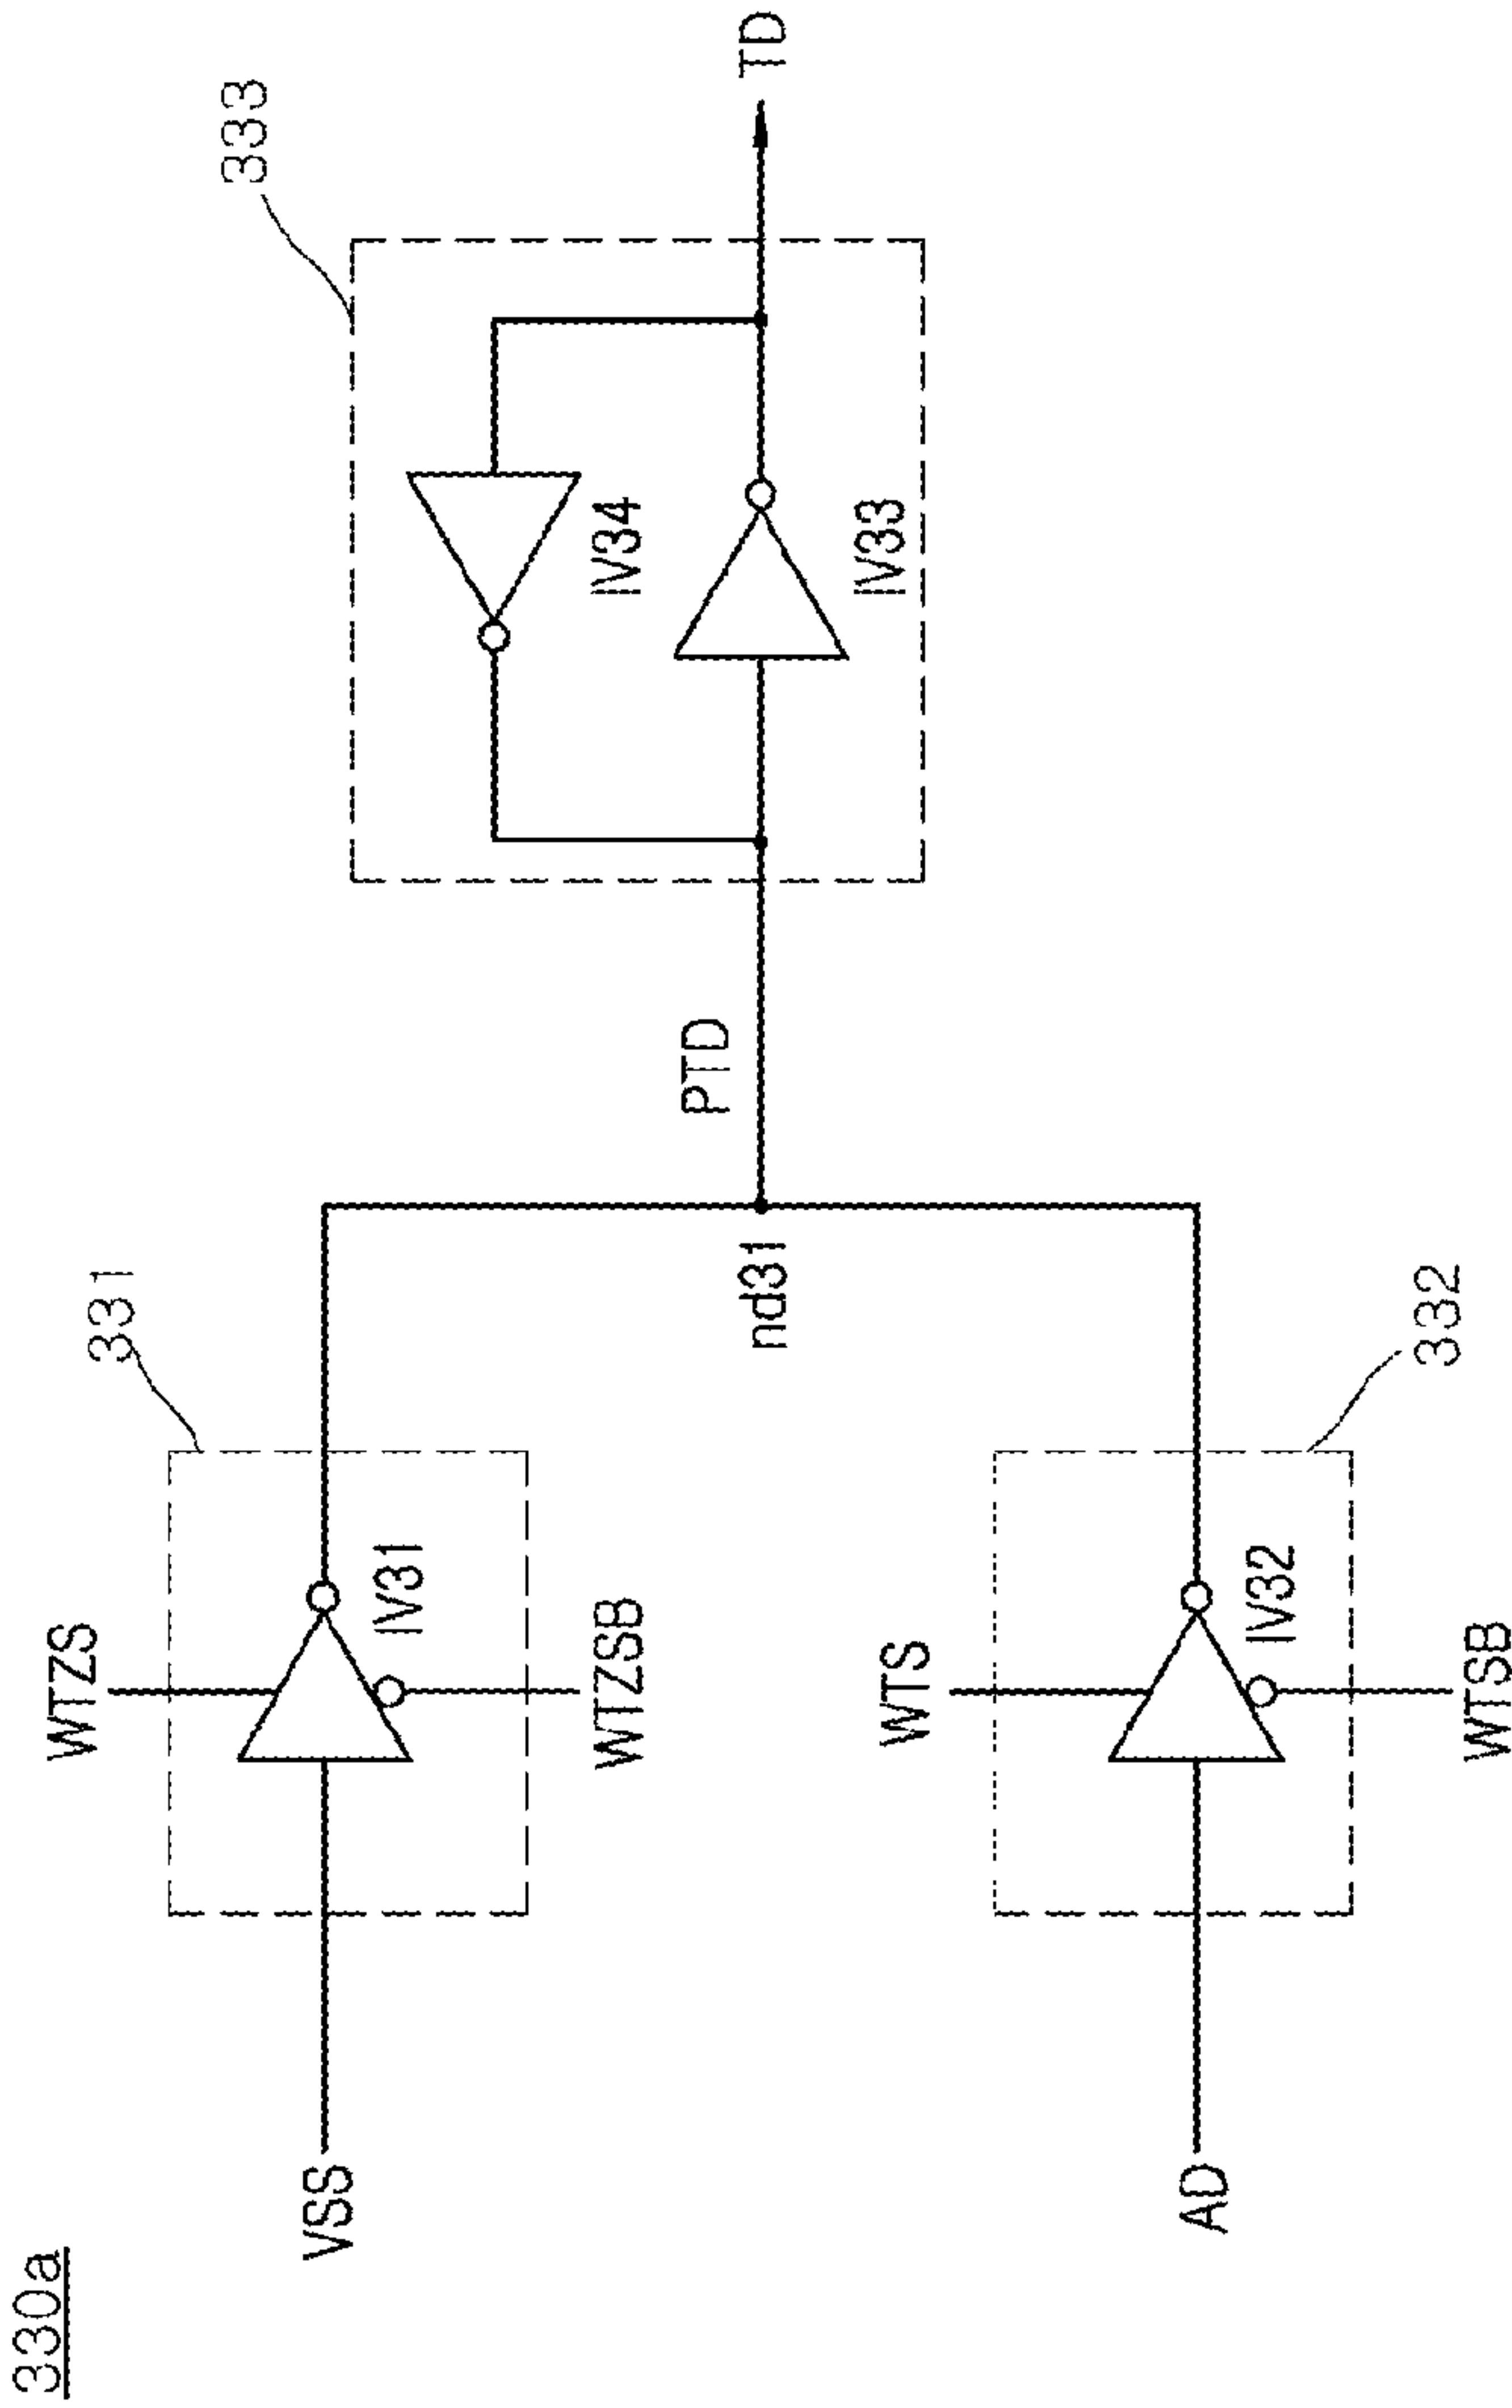 330a
WTZS
331
VSS
IV31
WTZSB
nd31
PTD
333
IV34
IV33
TD
WTS
AD
IV32
332
WTSB